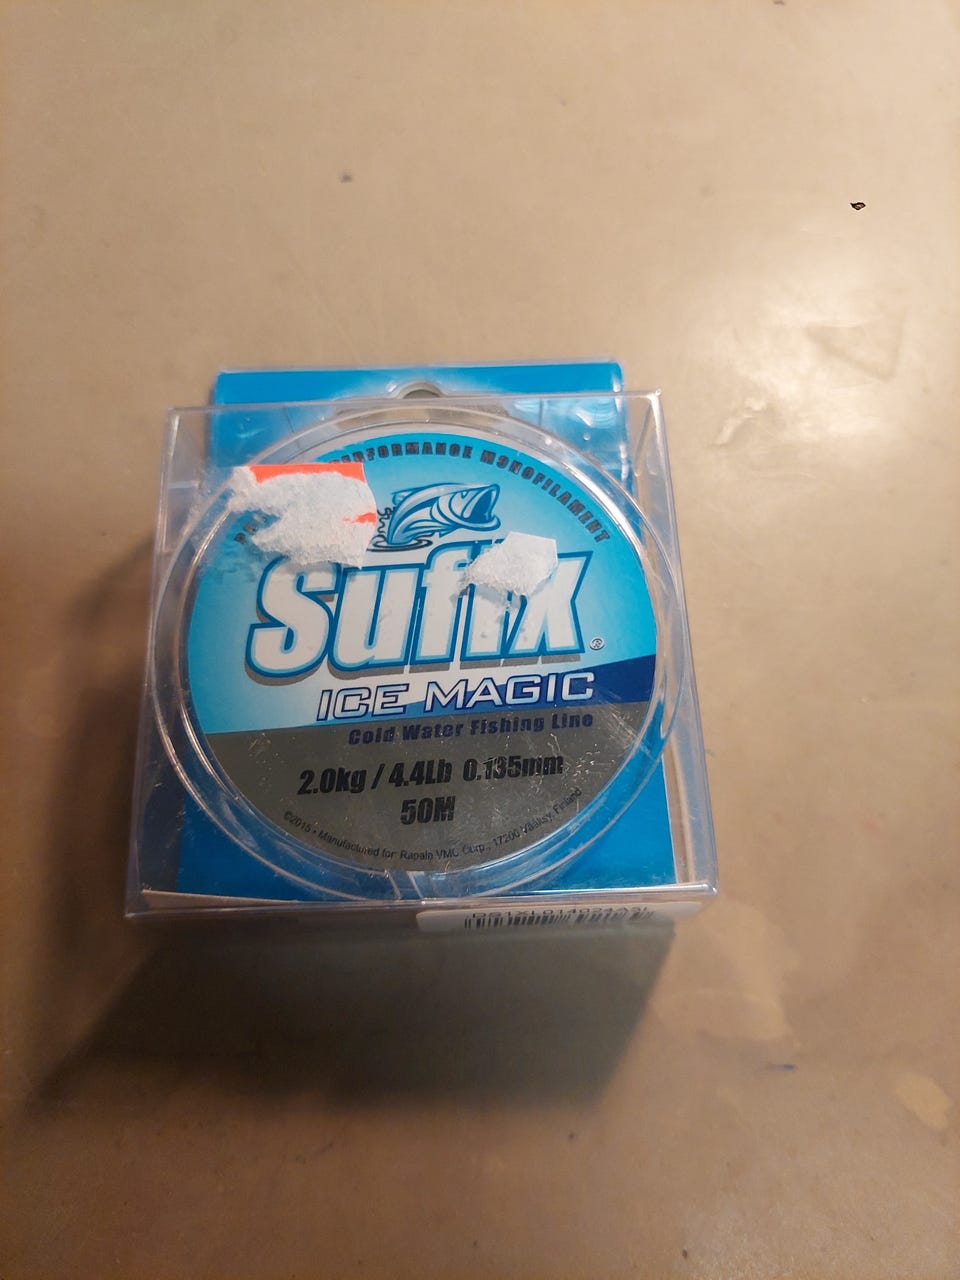 PERFORMANCE MONOFILAMENT
Sufix®
ICE MAGIC
Cold Water Fishing Line
2.0kg / 4.4Lb 0.135mm
50M
©2015 • Manufactured for: Rapala VMC Corp., 17200 Vääksy, Finland